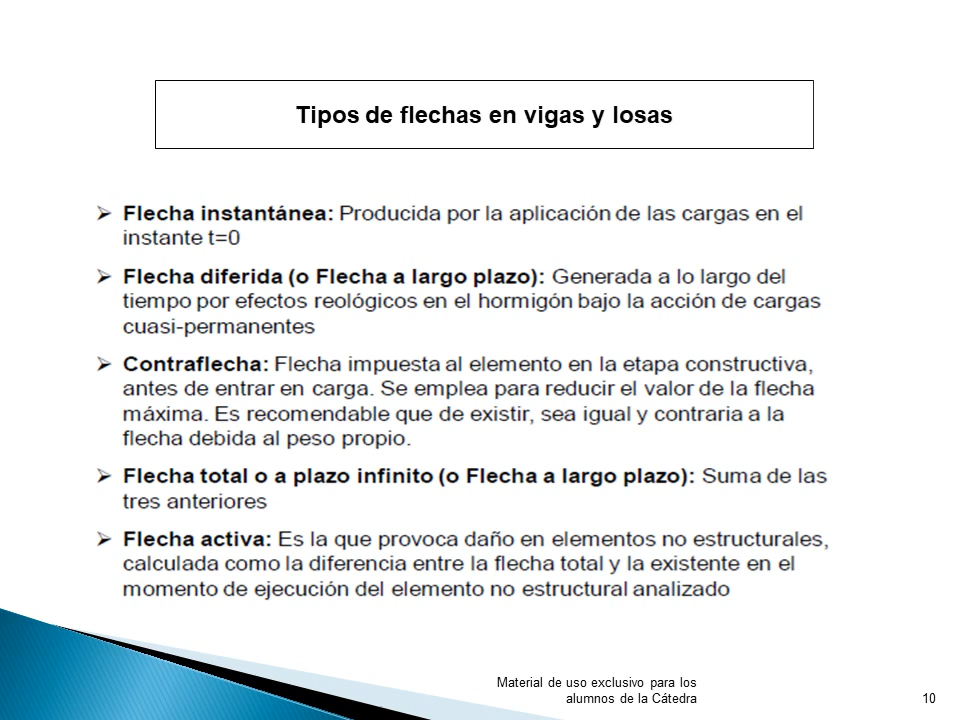 Tipos de flechas en vigas y losas
➢ Flecha instantánea: Producida por la aplicación de las cargas en el
instante t=0
➢ Flecha diferida (o Flecha a largo plazo): Generada a lo largo del
tiempo por efectos reológicos en el hormigón bajo la acción de cargas
cuasi-permanentes
➢ Contraflecha: Flecha impuesta al elemento en la etapa constructiva,
antes de entrar en carga. Se emplea para reducir el valor de la flecha
máxima. Es recomendable que de existir, sea igual y contraria a la
flecha debida al peso propio.
➢ Flecha total o a plazo infinito (o Flecha a largo plazo): Suma de las
tres anteriores
➢ Flecha activa: Es la que provoca daño en elementos no estructurales,
calculada como la diferencia entre la flecha total y la existente en el
momento de ejecución del elemento no estructural analizado
Material de uso exclusivo para los
alumnos de la Cátedra
10